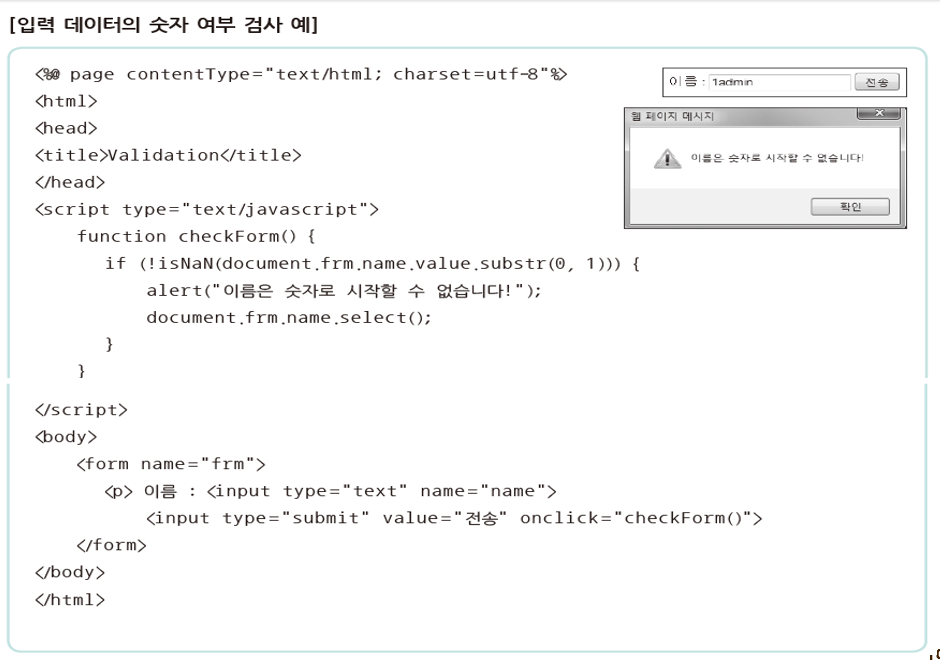 [입력 데이터의 숫자 여부 검사 예]
<%@ page contentType="text/html; charset=utf-8"%>
<html>
<head>
<title>Validation</title>
</head>
<script type="text/javascript">
function checkForm() {
if (!isNaN(document.frm.name.value.substr(0, 1))) {
alert("이름은 숫자로 시작할 수 없습니다!");
document.frm.name.select();
}
}
</script>
<body>
<form name="frm">
<p> 이름 : <input type="text" name="name">
<input type="submit" value="전송" onclick="checkForm()">
</form>
</body>
</html>
이름 : 1admin 전송
웹 페이지 메시지
이름은 숫자로 시작할 수 없습니다!
확인